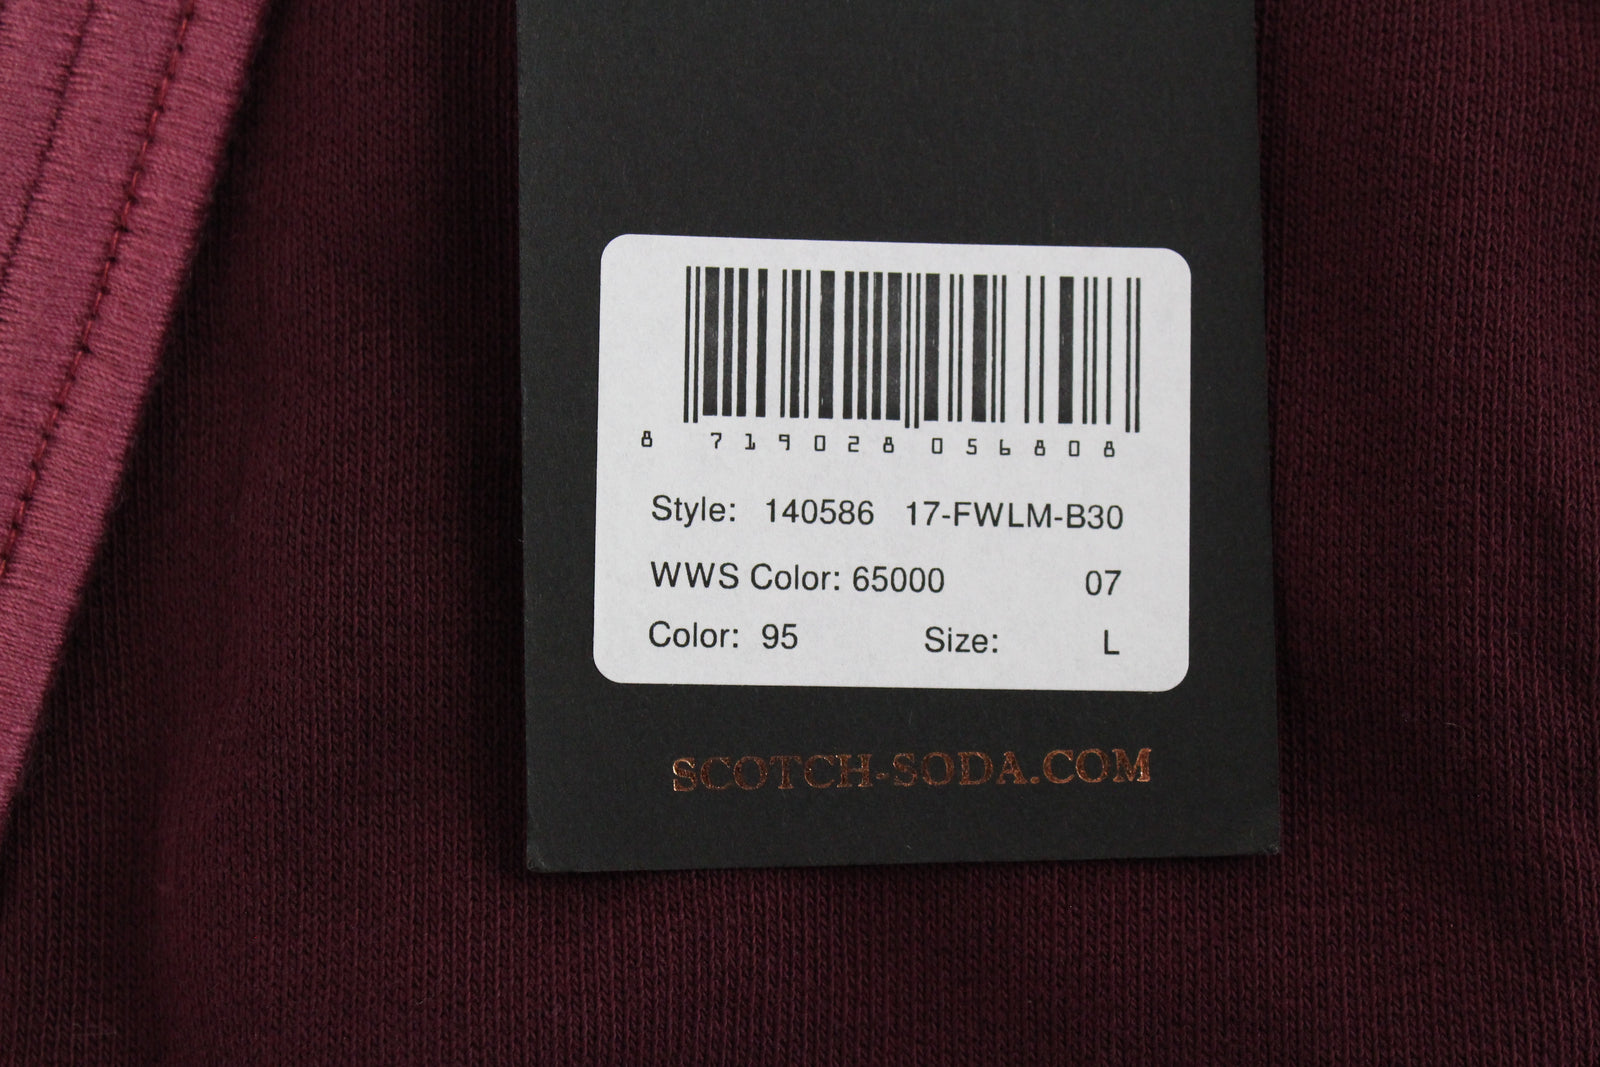 8 719028 056808
Style: 140586 17-FWLM-B30
WWS Color: 65000 07
Color: 95 Size: L
SCOTCH-SODA.COM